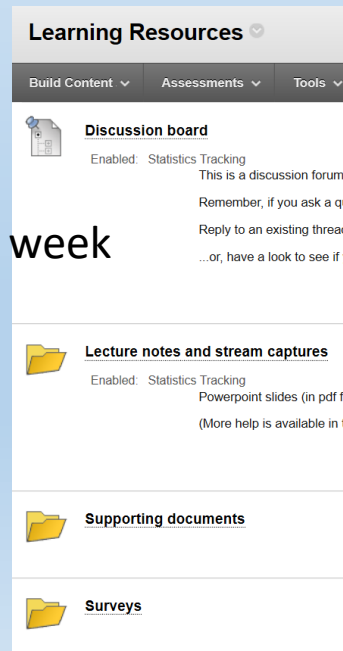 Learning Resources
Build Content Assessments Tools
Discussion board
Enabled: Statistics Tracking
This is a discussion forum
Remember, if you ask a
week
Reply to an existing
...or, have a look to see if
Lecture notes and stream captures
Enabled: Statistics Tracking
Powerpoint slides (in pdf
(More help is available in
Supporting documents
Surveys